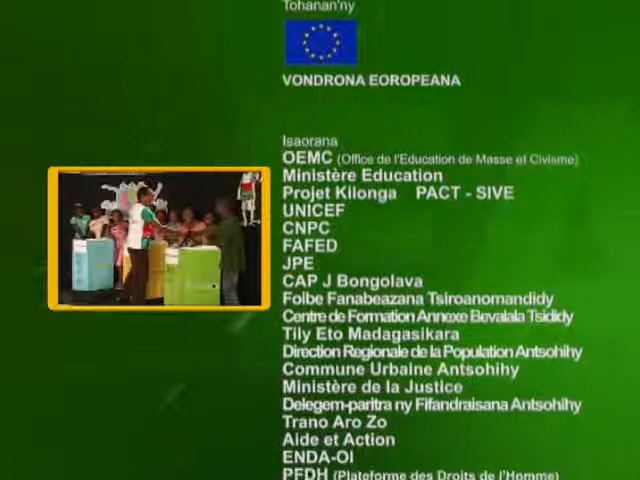 Tohanan'ny
VONDRONA EOROPEANA
Isaorana
OEMC (Office de l'Education de Masse et Civisme)
Ministère Education
Projet Kilonga PACT - SIVE
UNICEF
CNPC
FAFED
JPE
CAP J Bongolava
Folbe Fanabeazana Tsiroanomandidy
Centre de Formation Annexe Bevalala Tsididy
Tily Eto Madagasikara
Direction Regionale de la Population Antsohihy
Commune Urbaine Antsohihy
Ministère de la Justice
Delegem-paritra ny Fifandraisana Antsohihy
Trano Aro Zo
Aide et Action
ENDA-OI
PFDH (Plateforme des Droits de l'Homme)